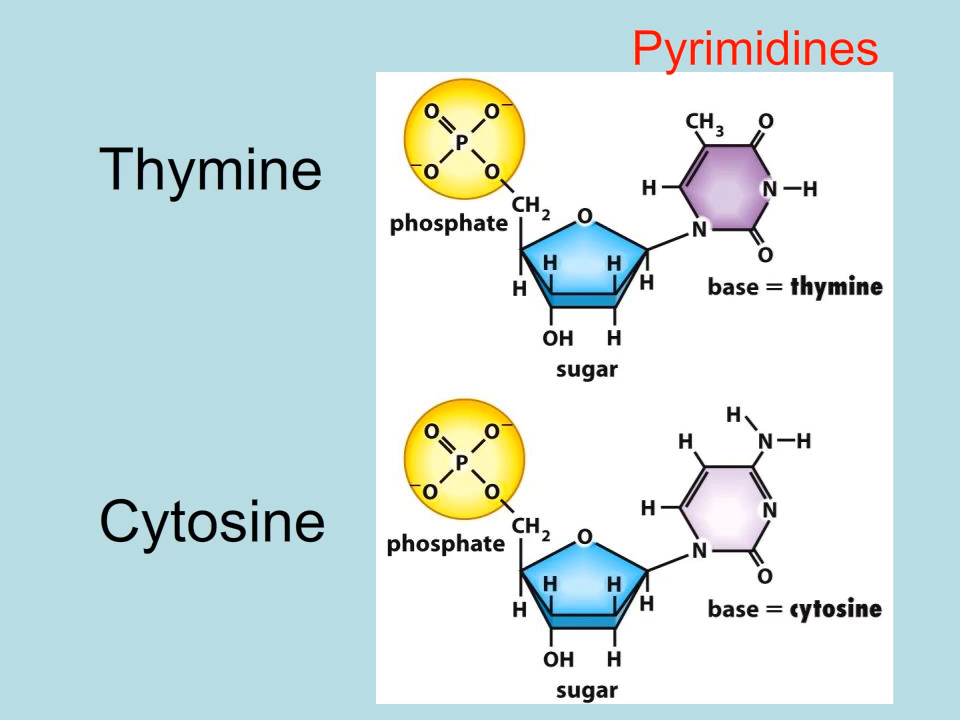 Pyrimidines
Thymine
O O−
P
−O O
phosphate
CH2
O
H H
H H
OH H
sugar
CH3 O
H N H
N
O
base = thymine
Cytosine
O O−
P
−O O
phosphate
CH2
O
H H
H H
OH H
sugar
H
H N H
H N
N
O
base = cytosine